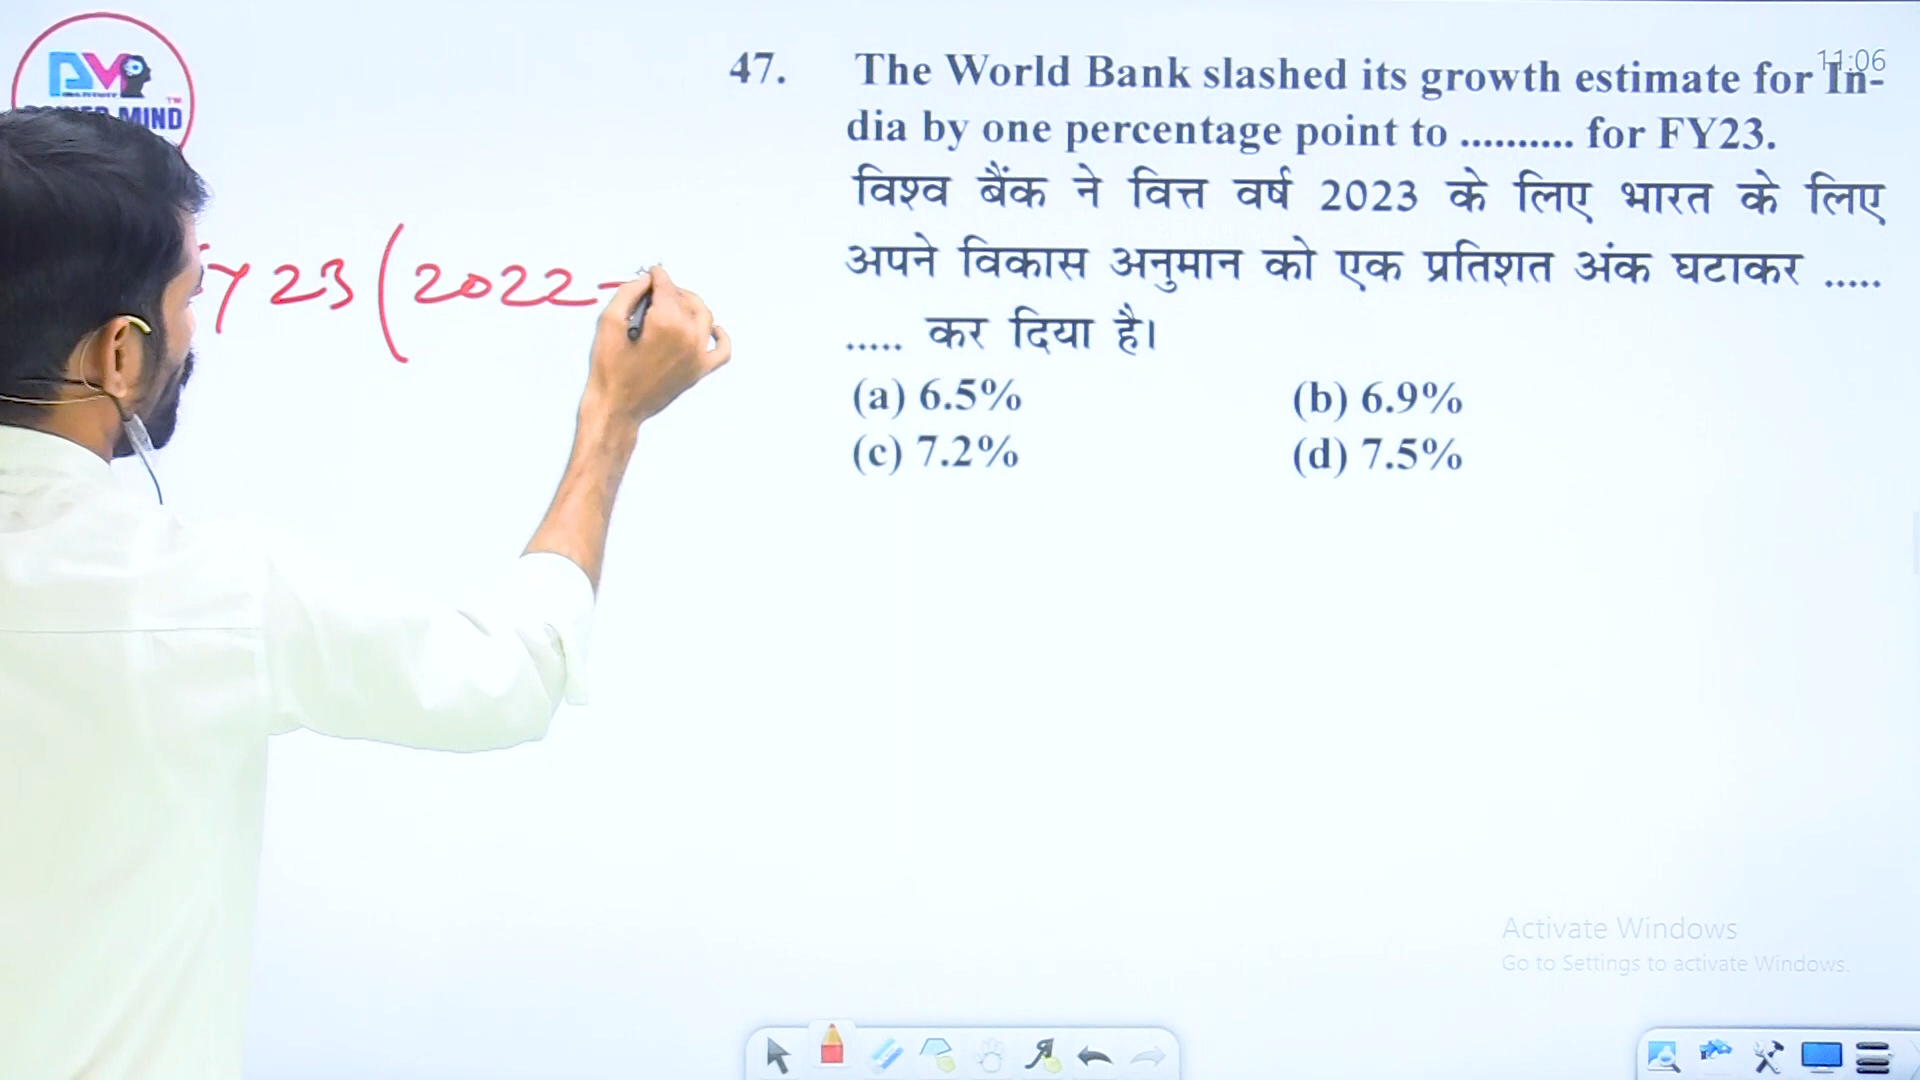 MIND
TM
11:06
47. The World Bank slashed its growth estimate for In-
dia by one percentage point to .......... for FY23.
विश्व बैंक ने वित्त वर्ष 2023 के लिए भारत के लिए
अपने विकास अनुमान को एक प्रतिशत अंक घटाकर .....
..... कर दिया है।
(a) 6.5% (b) 6.9%
(c) 7.2% (d) 7.5%
Y 23 (2022-
Activate Windows
Go to Settings to activate Windows.